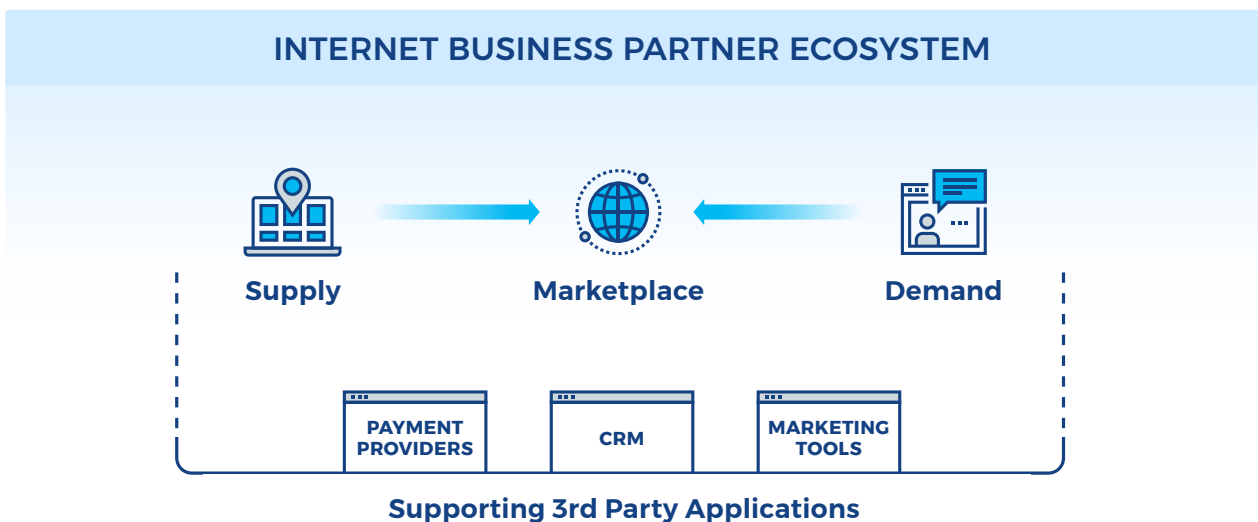 INTERNET BUSINESS PARTNER ECOSYSTEM
Supply
Marketplace
Demand
PAYMENT
PROVIDERS
CRM
MARKETING
TOOLS
Supporting 3rd Party Applications